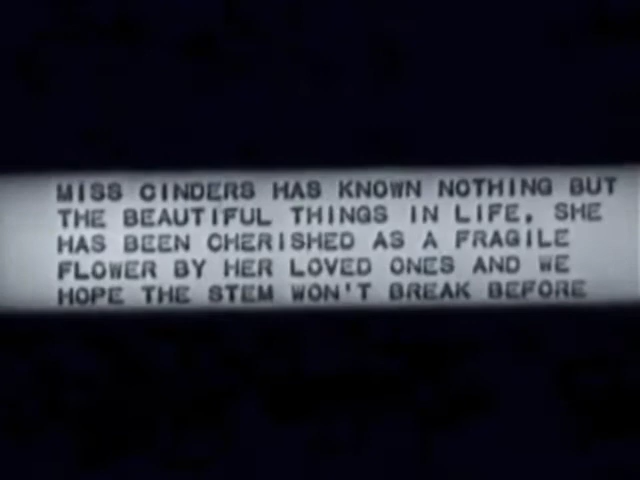 MISS CINDERS HAS KNOWN NOTHING BUT
THE BEAUTIFUL THINGS IN LIFE. SHE
HAS BEEN CHERISHED AS A FRAGILE
FLOWER BY HER LOVED ONES AND WE
HOPE THE STEM WON'T BREAK BEFORE